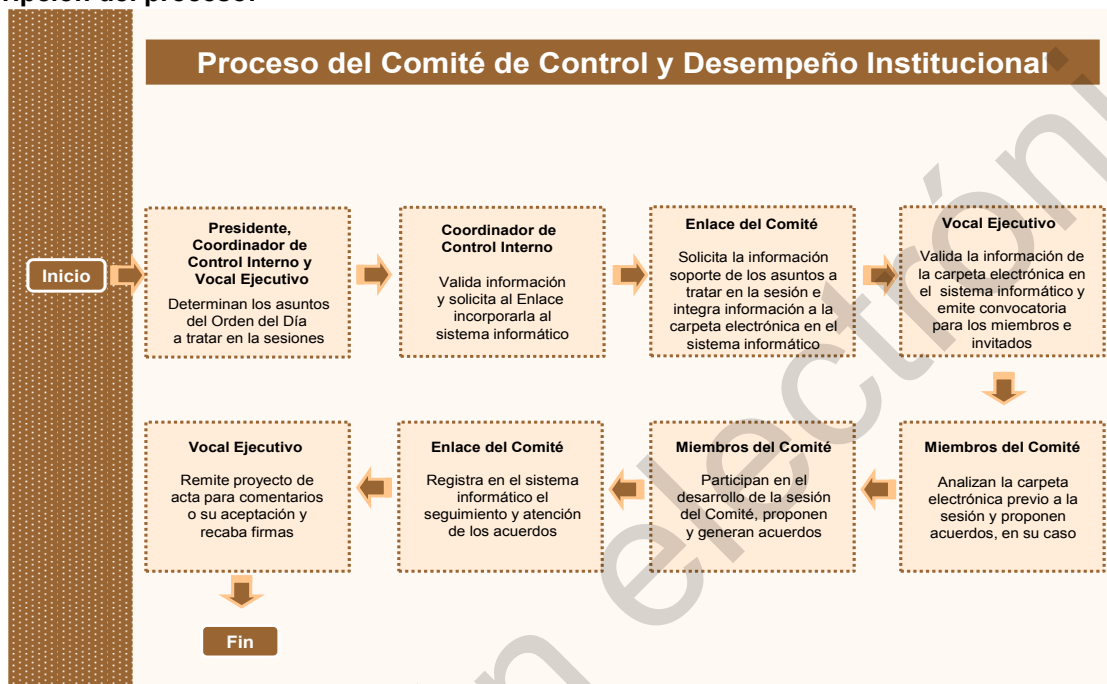 ripción del proceso:
Proceso del Comité de Control y Desempeño Institucional
Inicio
Presidente,
Coordinador de
Control Interno y
Vocal Ejecutivo
Determinan los asuntos
del Orden del Día
a tratar en la sesiones
Coordinador de
Control Interno
Valida información
y solicita al Enlace
incorporarla al
sistema informático
Enlace del Comité
Solicita la información
soporte de los asuntos a
tratar en la sesión e
integra información a la
carpeta electrónica en el
sistema informático
Vocal Ejecutivo
Valida la información de
la carpeta electrónica en
el sistema informático y
emite convocatoria
para los miembros e
invitados
Miembros del Comité
Analizan la carpeta
electrónica previo a la
sesión y proponen
acuerdos, en su caso
Miembros del Comité
Participan en el
desarrollo de la sesión
del Comité, proponen
y generan acuerdos
Enlace del Comité
Registra en el sistema
informático el
seguimiento y atención
de los acuerdos
Vocal Ejecutivo
Remite proyecto de
acta para comentarios
o su aceptación y
recaba firmas
Fin
n electróni